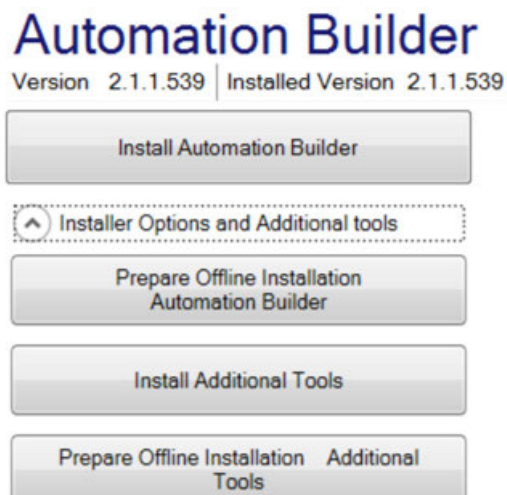 Automation Builder
Version 2.1.1.539 Installed Version 2.1.1.539
Install Automation Builder
Installer Options and Additional tools
Prepare Offline Installation
Automation Builder
Install Additional Tools
Prepare Offline Installation Additional
Tools